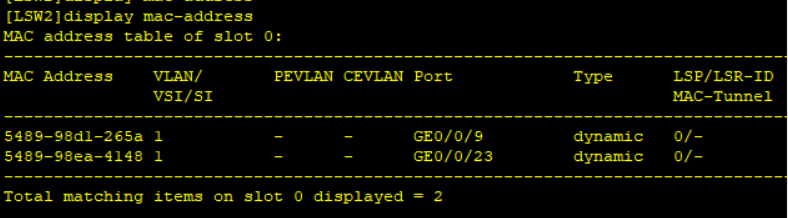 [LSW2]display mac-address
MAC address table of slot 0:
-------------------------------------------------------------------------------
MAC Address    VLAN/       PEVLAN CEVLAN Port            Type      LSP/LSR-ID
               VSI/SI                                              MAC-Tunnel
-------------------------------------------------------------------------------
5489-98d1-265a 1           -      -      GE0/0/9         dynamic   0/-
5489-98ea-4148 1           -      -      GE0/0/23        dynamic   0/-
-------------------------------------------------------------------------------
Total matching items on slot 0 displayed = 2